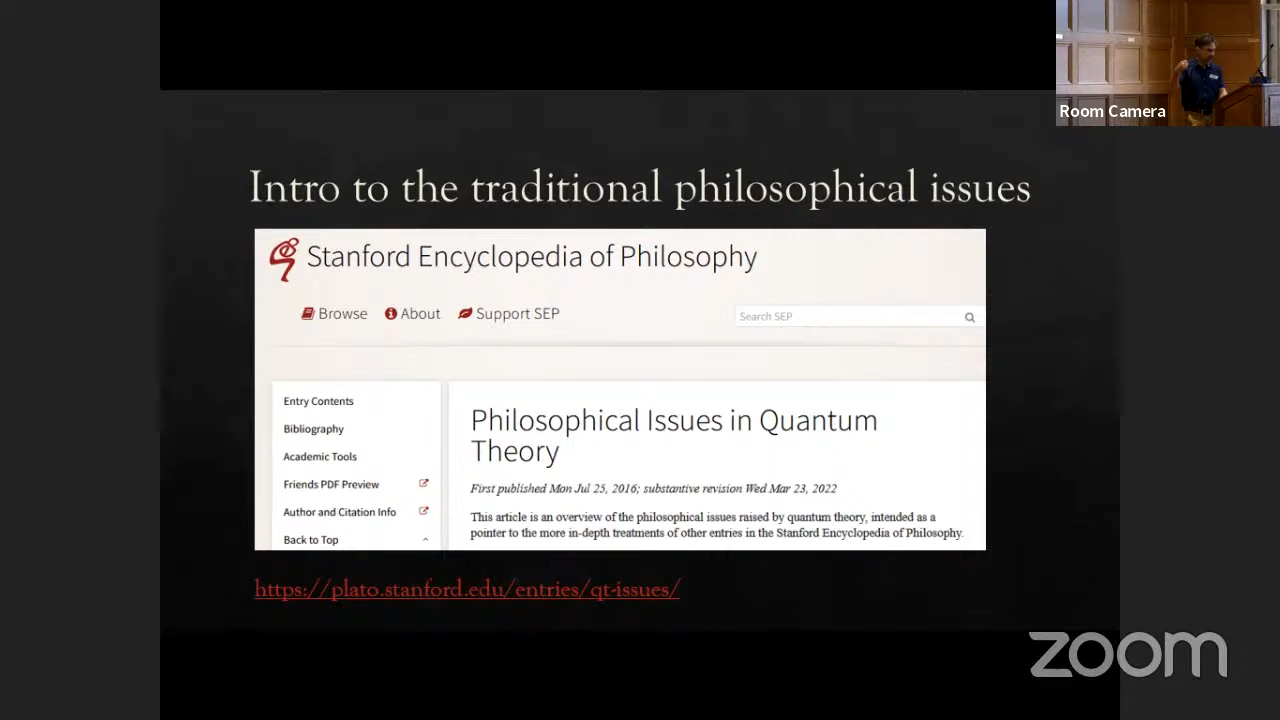 Room Camera
Intro to the traditional philosophical issues
Stanford Encyclopedia of Philosophy
Browse About Support SEP
Search SEP
Entry Contents
Bibliography
Academic Tools
Friends PDF Preview
Author and Citation Info
Back to Top
Philosophical Issues in Quantum
Theory
First published Mon Jul 25, 2016; substantive revision Wed Mar 23, 2022
This article is an overview of the philosophical issues raised by quantum theory, intended as a
pointer to the more in-depth treatments of other entries in the Stanford Encyclopedia of Philosophy.
https://plato.stanford.edu/entries/qt-issues/
zoom